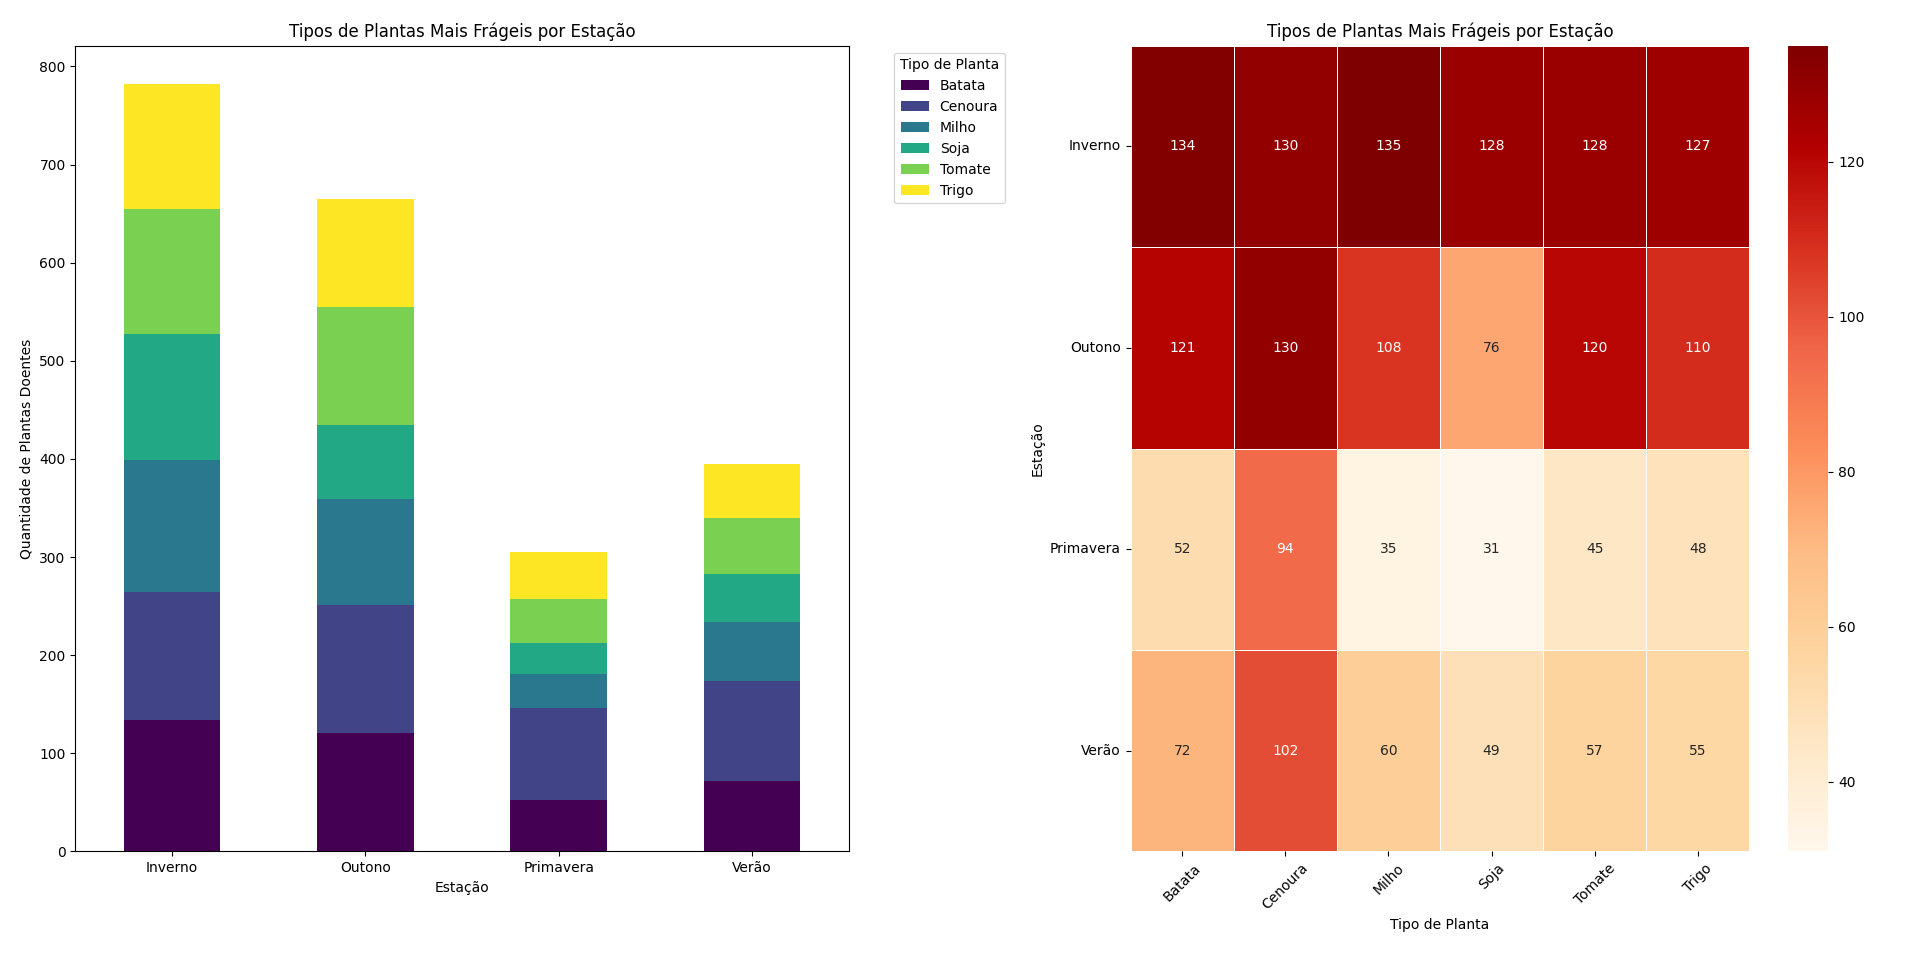 Tipos de Plantas Mais Frágeis por Estação
800
700
600
500
400
300
200
100
0
Quantidade de Plantas Doentes
Inverno Outono Primavera Verão
Estação
Tipo de Planta
Batata
Cenoura
Milho
Soja
Tomate
Trigo
Tipos de Plantas Mais Frágeis por Estação
Estação
Inverno 134 130 135 128 128 127
Outono 121 130 108 76 120 110
Primavera 52 94 35 31 45 48
Verão 72 102 60 49 57 55
Batata Cenoura Milho Soja Tomate Trigo
Tipo de Planta
120
100
80
60
40